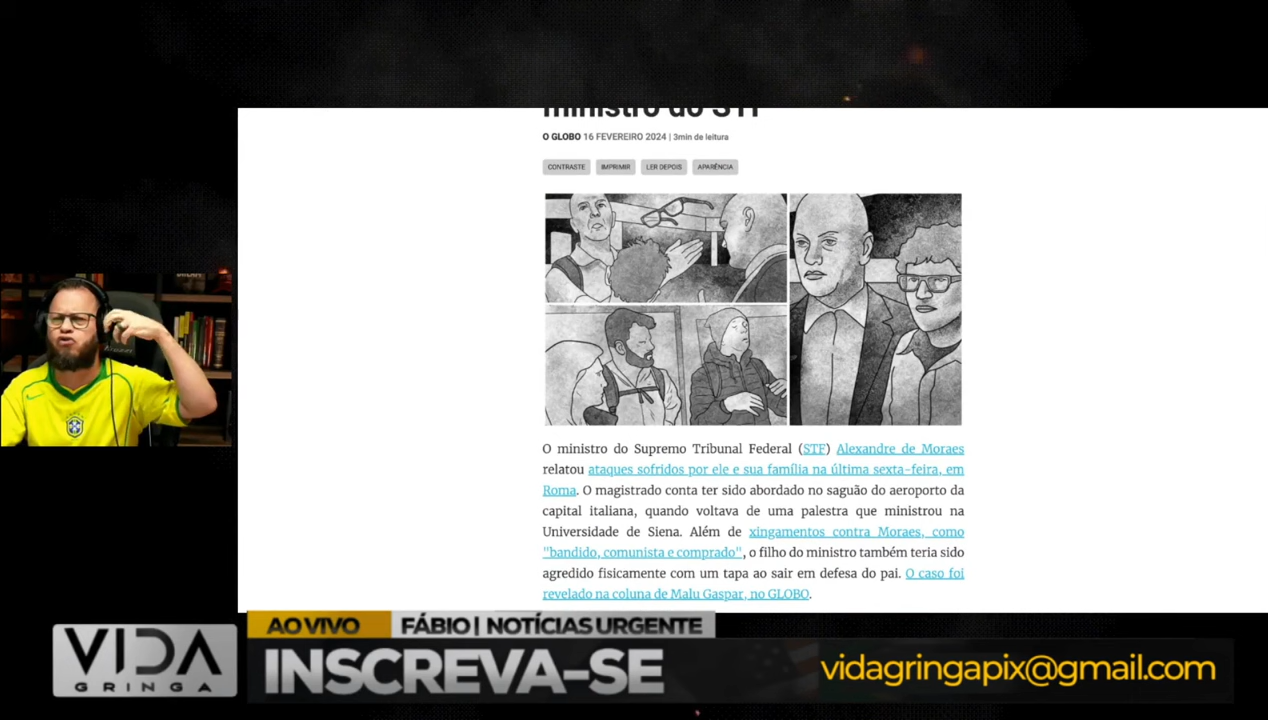 ministro do STF
O GLOBO 16 FEVEREIRO 2024 | 3min de leitura
CONTRASTE IMPRIMIR LER DEPOIS APARÊNCIA
O ministro do Supremo Tribunal Federal (STF) Alexandre de Moraes
relatou ataques sofridos por ele e sua família na última sexta-feira, em
Roma. O magistrado conta ter sido abordado no saguão do aeroporto da
capital italiana, quando voltava de uma palestra que ministrou na
Universidade de Siena. Além de xingamentos contra Moraes, como
"bandido, comunista e comprado", o filho do ministro também teria sido
agredido fisicamente com um tapa ao sair em defesa do pai. O caso foi
revelado na coluna de Malu Gaspar, no GLOBO.
AO VIVO FÁBIO | NOTÍCIAS URGENTE
VIDA
GRINGA
INSCREVA-SE
vidagringapix@gmail.com